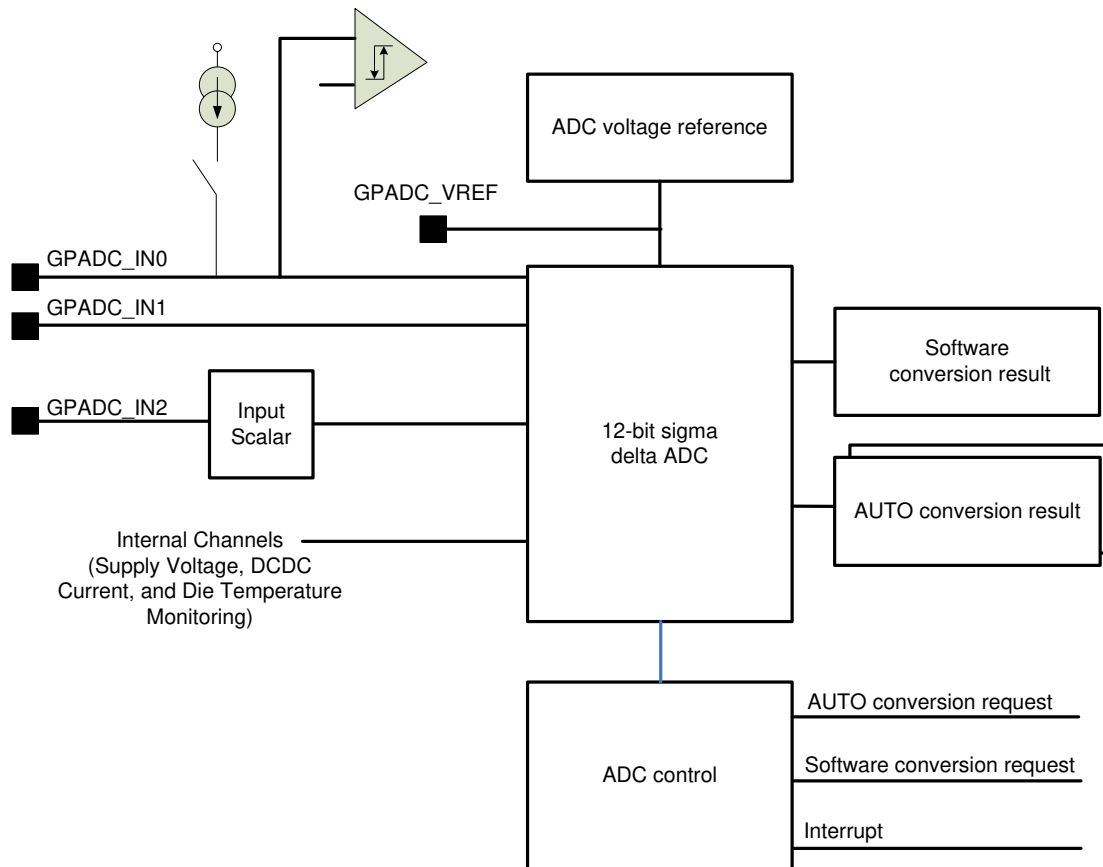 ADC voltage reference
GPADC_VREF
GPADC_IN0
GPADC_IN1
GPADC_IN2
Input
Scalar
12-bit sigma
delta ADC
Software
conversion result
AUTO conversion result
Internal Channels
(Supply Voltage, DCDC
Current, and Die Temperature
Monitoring)
ADC control
AUTO conversion request
Software conversion request
Interrupt